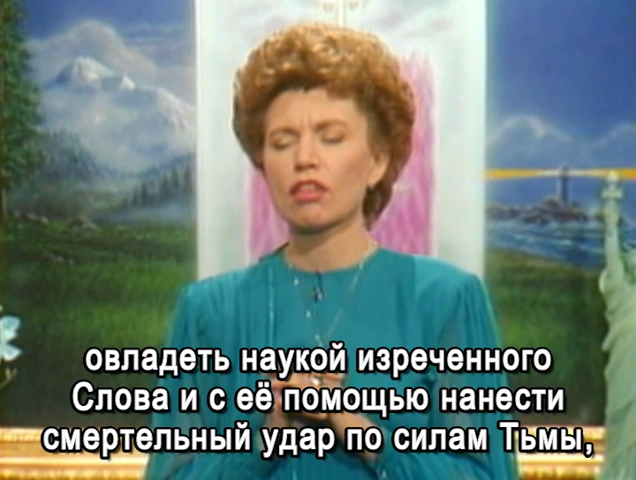 овладеть наукой изреченного
Слова и с её помощью нанести
смертельный удар по силам Тьмы,